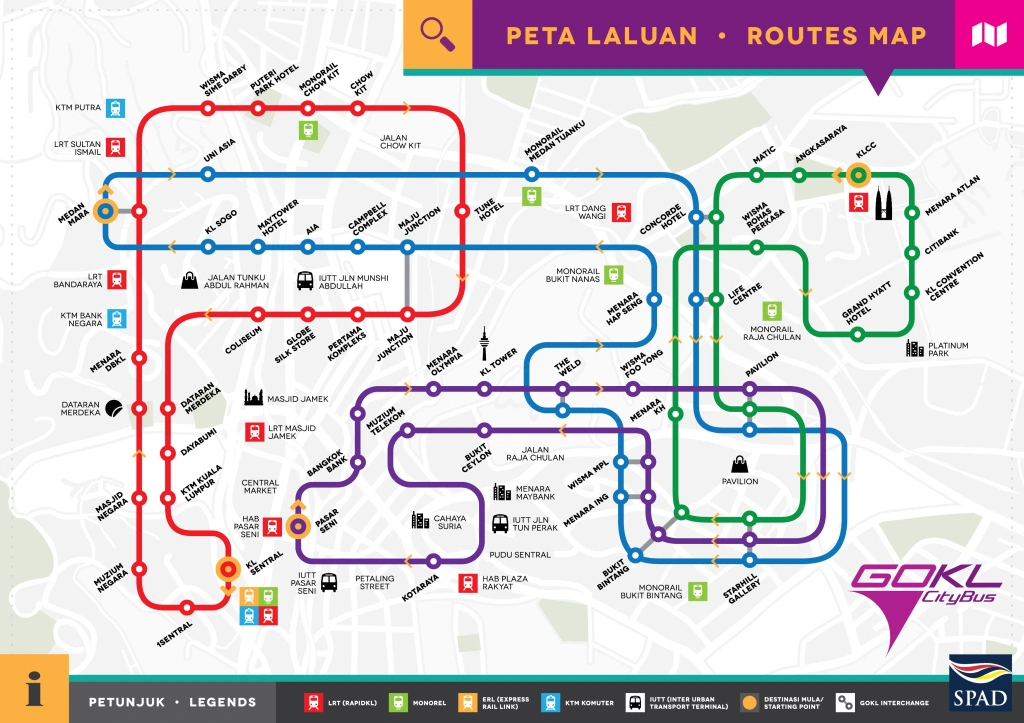 PETA LALUAN • ROUTES MAP
WISMA
SIME DARBY
PUTERI
PARK HOTEL
MONORAIL
CHOW KIT
CHOW
KIT
KTM PUTRA
LRT SULTAN
ISMAIL
JALAN
CHOW KIT
UNI ASIA
MONORAIL
MEDAN TUANKU
MATIC
ANGKASARAYA
KLCC
MEDAN
MARA
KL SOGO
MAYTOWER
HOTEL
AIA
CAMPBELL
COMPLEX
MAJU
JUNCTION
TUNE
HOTEL
LRT DANG
WANGI
CONCORDE
HOTEL
WISMA
ROHAS
PERKASA
MENARA ATLAN
CITIBANK
KL CONVENTION
CENTRE
LRT
BANDARAYA
JALAN TUNKU
ABDUL RAHMAN
IUTT JLN MUNSHI
ABDULLAH
MONORAIL
BUKIT NANAS
MENARA
HAP SENG
LIFE
CENTRE
GRAND HYATT
HOTEL
KTM BANK
NEGARA
COLISEUM
GLOBE
SILK STORE
PERTAMA
KOMPLEKS
MAJU
JUNCTION
MONORAIL
RAJA CHULAN
PLATINUM
PARK
MENARA
DBKL
MENARA
OLYMPIA
KL TOWER
THE
WELD
WISMA
FOO YONG
PAVILION
DATARAN
MERDEKA
DATARAN
MERDEKA
MASJID JAMEK
LRT MASJID
JAMEK
MUZIUM
TELEKOM
MENARA
KH
DAYABUMI
BANGKOK
BANK
BUKIT
CEYLON
JALAN
RAJA CHULAN
WISMA MPL
PAVILION
MASJID
NEGARA
KTM KUALA
LUMPUR
CENTRAL
MARKET
MENARA
MAYBANK
MENARA ING
HAB
PASAR
SENI
PASAR
SENI
CAHAYA
SURIA
IUTT JLN
TUN PERAK
MUZIUM
NEGARA
KL
SENTRAL
PUDU SENTRAL
BUKIT
BINTANG
IUTT
PASAR
SENI
PETALING
STREET
KOTARAYA
HAB PLAZA
RAKYAT
MONORAIL
BUKIT BINTANG
STARHILL
GALLERY
1SENTRAL
GOKL
CityBus
i
PETUNJUK • LEGENDS
LRT (RAPIDKL)
MONOREL
ERL (EXPRESS
RAIL LINK)
KTM KOMUTER
IUTT (INTER URBAN
TRANSPORT TERMINAL)
DESTINASI MULA/
STARTING POINT
GOKL INTERCHANGE
SPAD